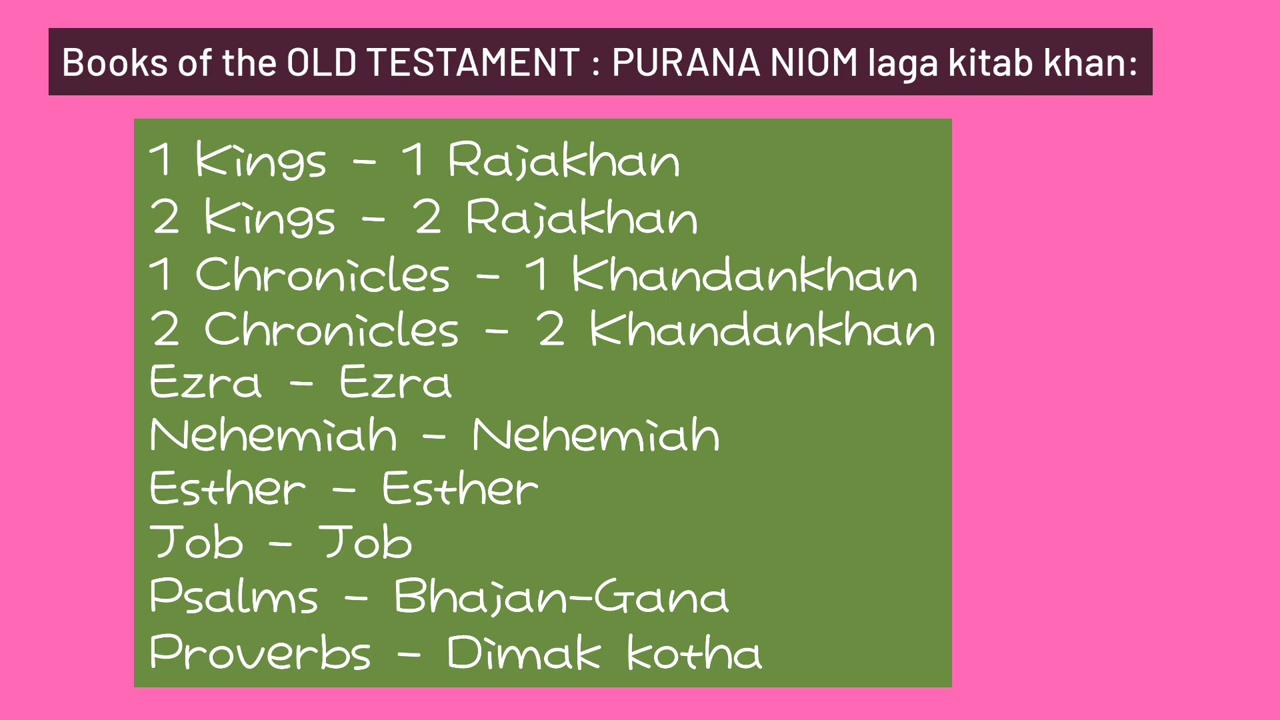 Books of the OLD TESTAMENT : PURANA NIOM laga kitab khan:
1 Kings - 1 Rajakhan
2 Kings - 2 Rajakhan
1 Chronicles - 1 Khandankhan
2 Chronicles - 2 Khandankhan
Ezra - Ezra
Nehemiah - Nehemiah
Esther - Esther
Job - Job
Psalms - Bhajan-Gana
Proverbs - Dimak kotha